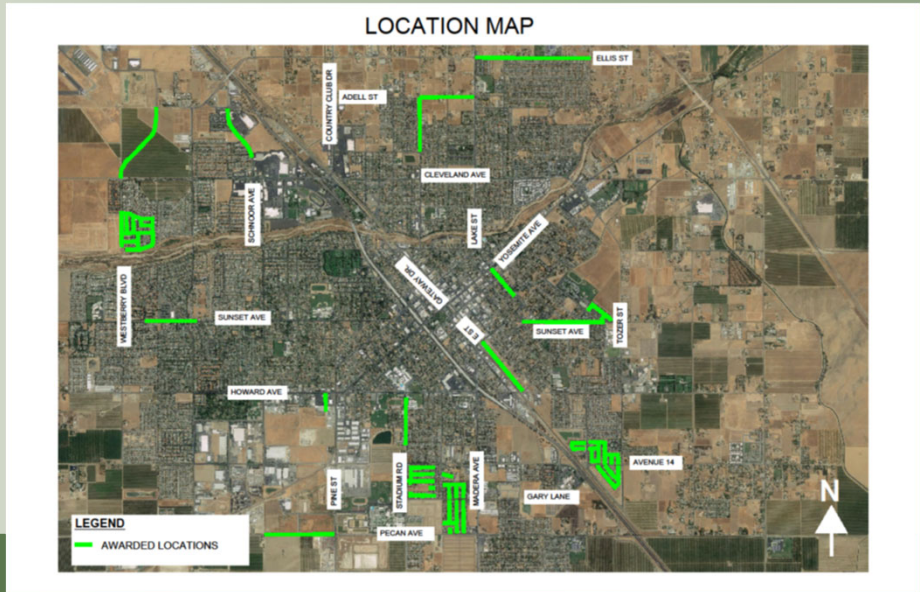 LOCATION MAP
ELLIS ST
COUNTRY CLUB DR
ADELL ST
CLEVELAND AVE
SCHNOOR AVE
LAKE ST
YOSEMITE AVE
GATEWAY DR.
WESTBERRY BLVD
SUNSET AVE
E ST
SUNSET AVE
TOZER ST
HOWARD AVE
PINE ST
STADIUM RD
MADERA AVE
AVENUE 14
GARY LANE
PECAN AVE
N
LEGEND
AWARDED LOCATIONS